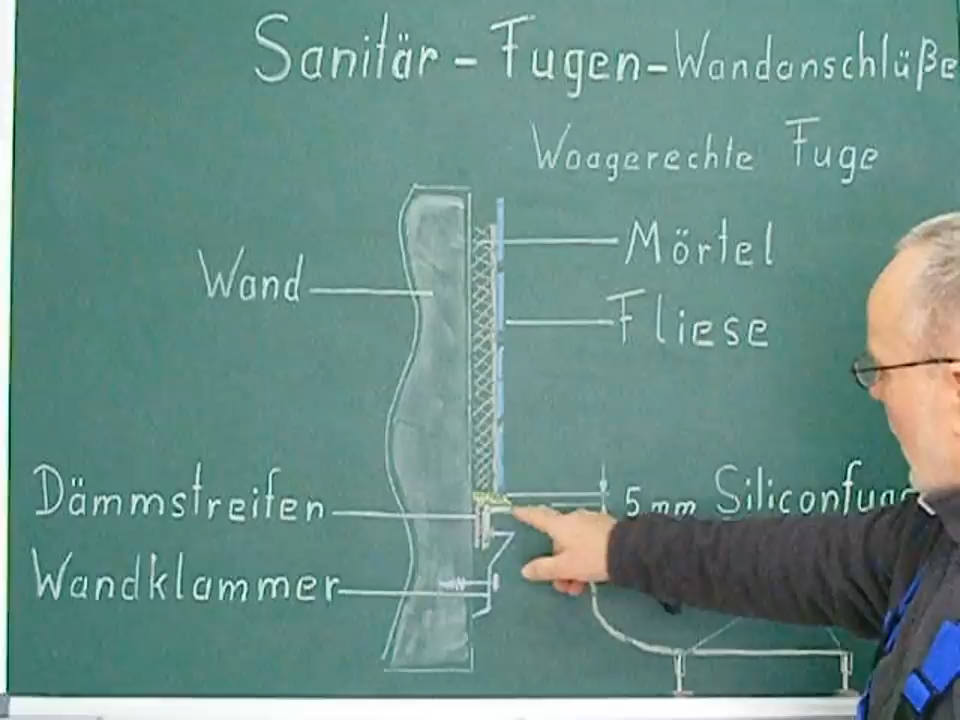 Sanitär - Fugen - Wandanschlüße
Waagerechte Fuge
Mörtel
Wand
Fliese
Dämmstreifen
5 mm Siliconfuge
Wandklammer